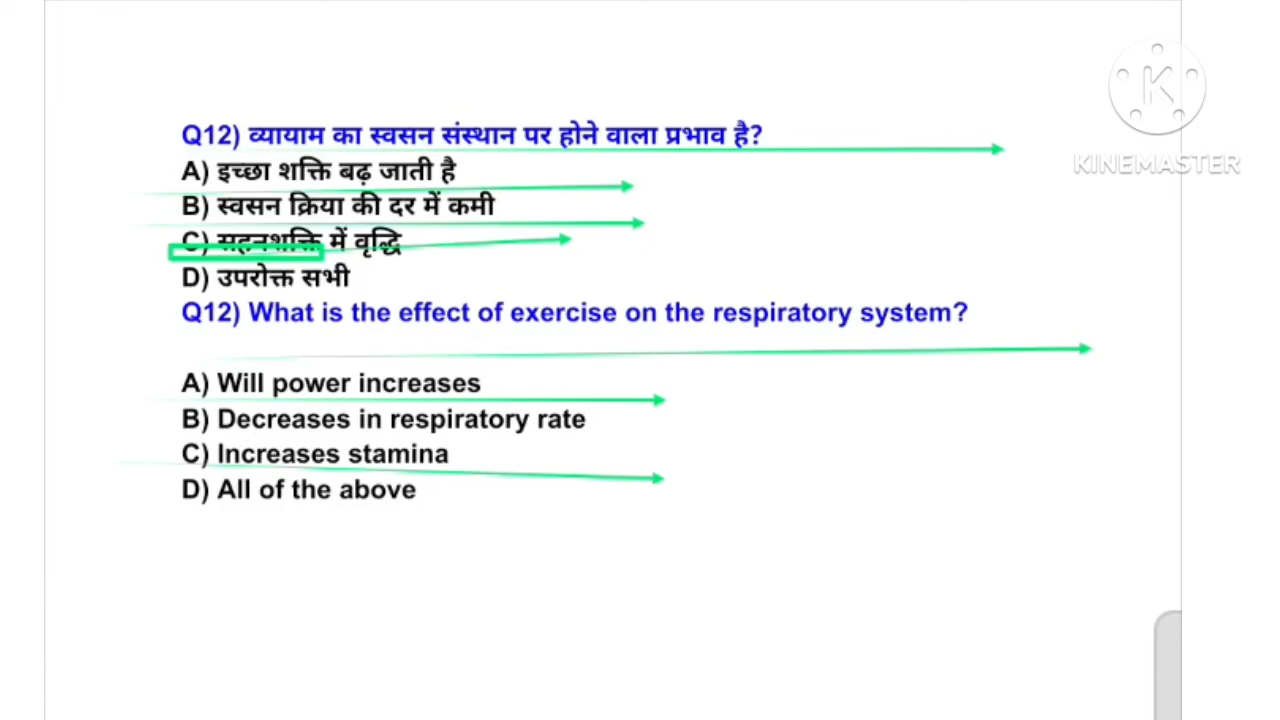 Q12) व्यायाम का स्वसन संस्थान पर होने वाला प्रभाव है?
A) इच्छा शक्ति बढ़ जाती है
B) स्वसन क्रिया की दर में कमी
C) सहनशक्ति में वृद्धि
D) उपरोक्त सभी
Q12) What is the effect of exercise on the respiratory system?
A) Will power increases
B) Decreases in respiratory rate
C) Increases stamina
D) All of the above
K
KINEMASTER